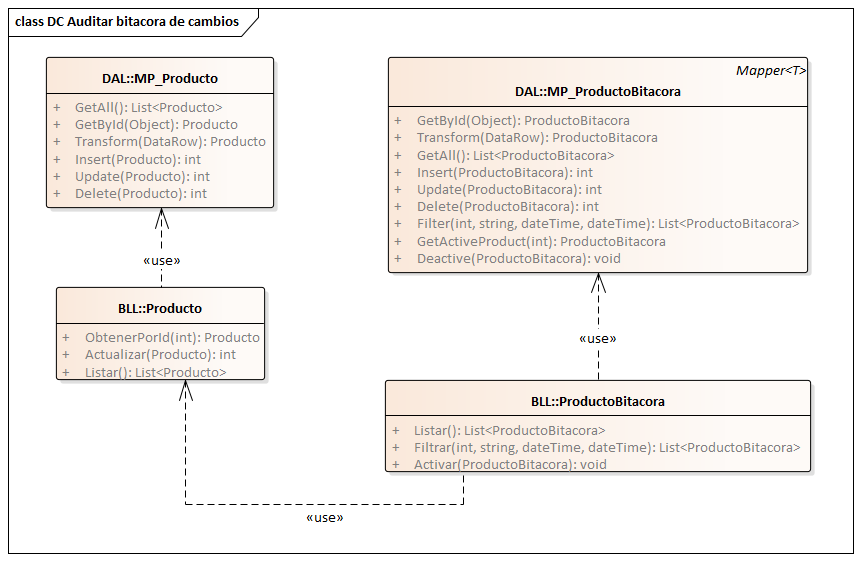 class DC Auditar bitacora de cambios
DAL::MP_Producto
+ GetAll(): List<Producto>
+ GetById(Object): Producto
+ Transform(DataRow): Producto
+ Insert(Producto): int
+ Update(Producto): int
+ Delete(Producto): int
Mapper<T>
DAL::MP_ProductoBitacora
+ GetById(Object): ProductoBitacora
+ Transform(DataRow): ProductoBitacora
+ GetAll(): List<ProductoBitacora>
+ Insert(ProductoBitacora): int
+ Update(ProductoBitacora): int
+ Delete(ProductoBitacora): int
+ Filter(int, string, dateTime, dateTime): List<ProductoBitacora>
+ GetActiveProduct(int): ProductoBitacora
+ Deactive(ProductoBitacora): void
«use»
BLL::Producto
+ ObtenerPorId(int): Producto
+ Actualizar(Producto): int
+ Listar(): List<Producto>
«use»
BLL::ProductoBitacora
+ Listar(): List<ProductoBitacora>
+ Filtrar(int, string, dateTime, dateTime): List<ProductoBitacora>
+ Activar(ProductoBitacora): void
«use»